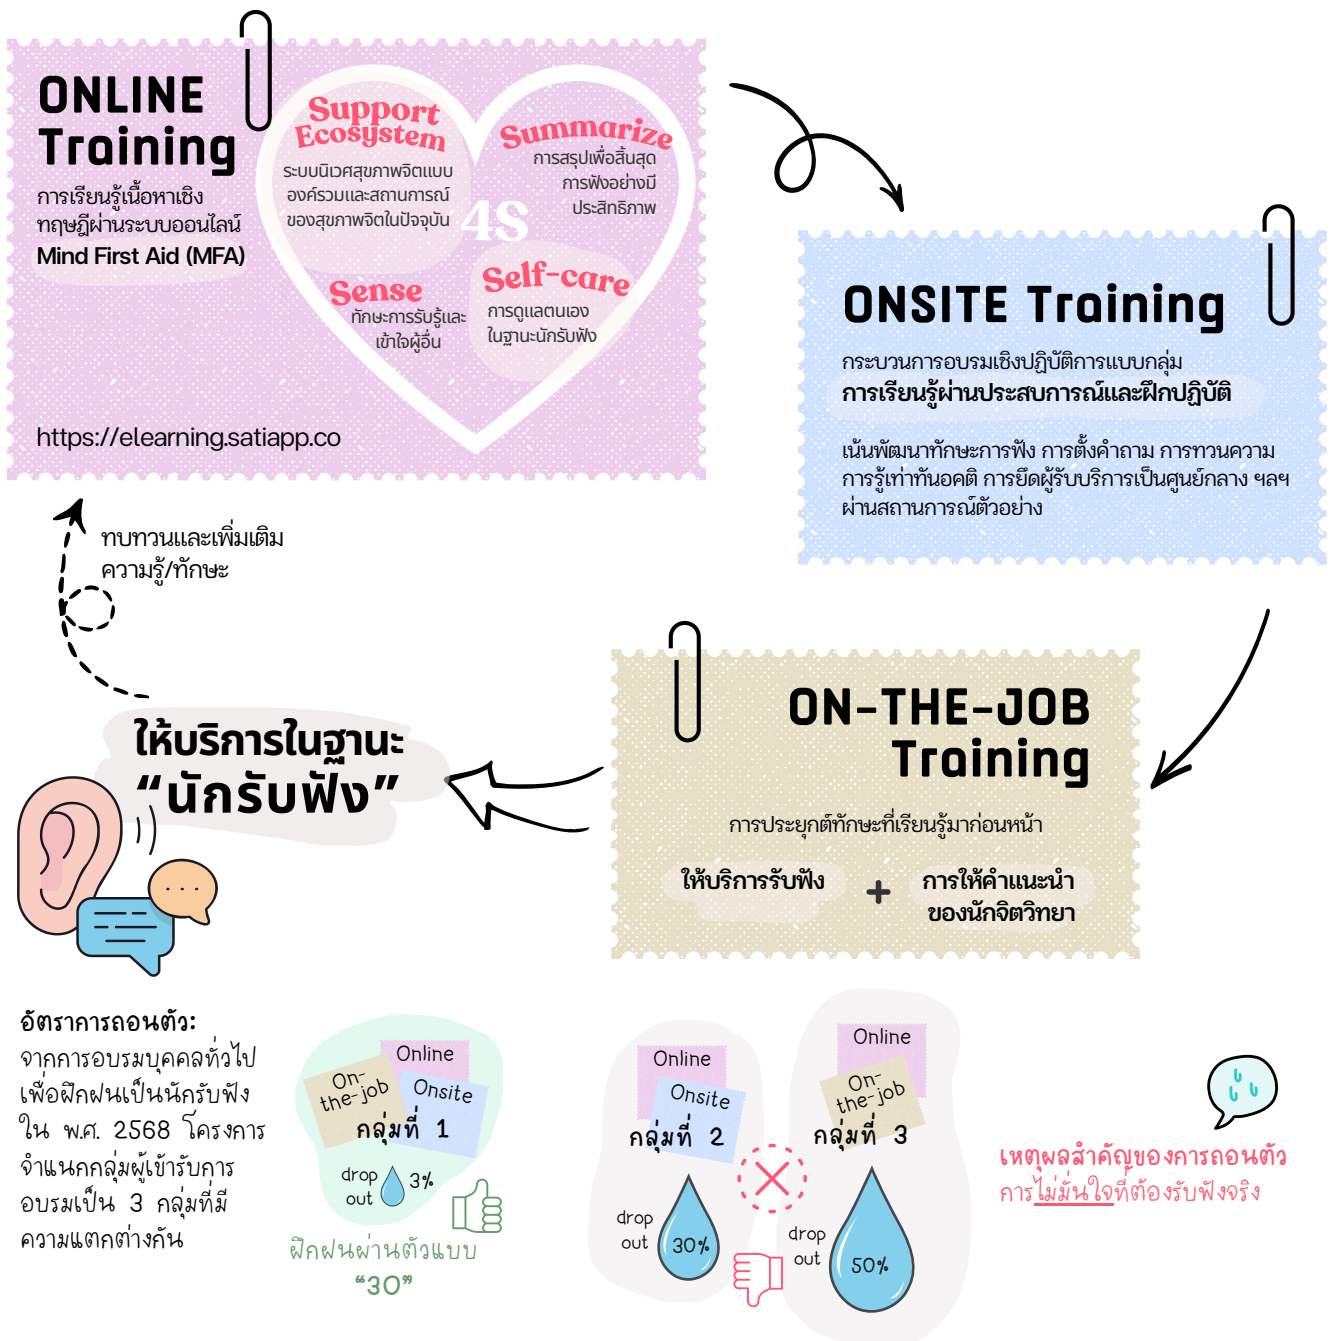 ONLINE
Training
การเรียนรู้เนื้อหาเชิง
ทฤษฎีผ่านระบบออนไลน์
Mind First Aid (MFA)
Support
Ecosystem
ระบบนิเวศสุขภาพจิตแบบ
องค์รวมและสถานการณ์
ของสุขภาพจิตในปัจจุบัน
Summarize
การสรุปเพื่อสิ้นสุด
การฟังอย่างมี
ประสิทธิภาพ
4S
Sense
ทักษะการรับรู้และ
เข้าใจผู้อื่น
Self-care
การดูแลตนเอง
ในฐานะนักรับฟัง
https://elearning.satiapp.co
ONSITE Training
กระบวนการอบรมเชิงปฏิบัติการแบบกลุ่ม
การเรียนรู้ผ่านประสบการณ์และฝึกปฏิบัติ
เน้นพัฒนาทักษะการฟัง การตั้งคำถาม การทวนความ
การรู้เท่าทันอคติ การยึดผู้รับบริการเป็นศูนย์กลาง ฯลฯ
ผ่านสถานการณ์ตัวอย่าง
ทบทวนและเพิ่มเติม
ความรู้/ทักษะ
ON-THE-JOB
Training
การประยุกต์ทักษะที่เรียนรู้มาก่อนหน้า
ให้บริการรับฟัง
+
การให้คำแนะนำ
ของนักจิตวิทยา
ให้บริการในฐานะ
“นักรับฟัง”
อัตราการถอนตัว:
จากการอบรมบุคคลทั่วไป
เพื่อฝึกฝนเป็นนักรับฟัง
ใน พ.ศ. 2568 โครงการ
จำแนกกลุ่มผู้เข้ารับการ
อบรมเป็น 3 กลุ่มที่มี
ความแตกต่างกัน
Online
On-
the-job
Onsite
กลุ่มที่ 1
drop
out
3%
ฝึกฝนผ่านตัวแบบ
“3O”
Online
Onsite
กลุ่มที่ 2
drop
out
30%
Online
On-
the-job
กลุ่มที่ 3
drop
out
50%
เหตุผลสำคัญของการถอนตัว
การไม่มั่นใจที่ต้องรับฟังจริง